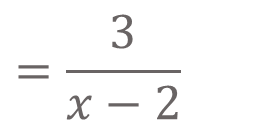 = 3
x − 2